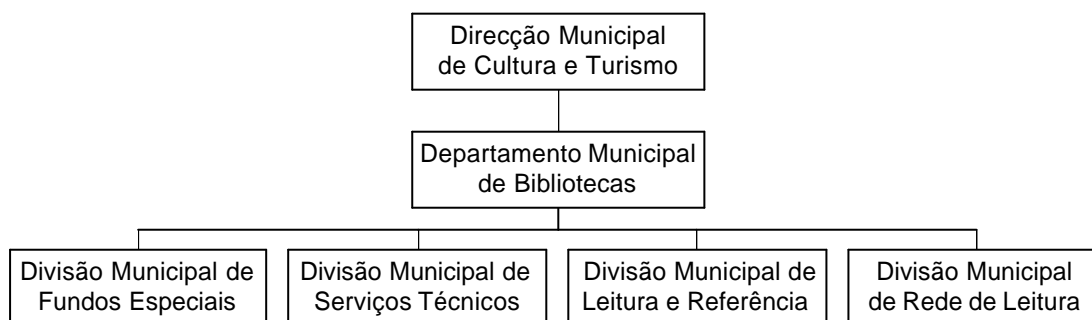 Direcção Municipal
de Cultura e Turismo
Departamento Municipal
de Bibliotecas
Divisão Municipal de
Fundos Especiais
Divisão Municipal de
Serviços Técnicos
Divisão Municipal de
Leitura e Referência
Divisão Municipal
de Rede de Leitura